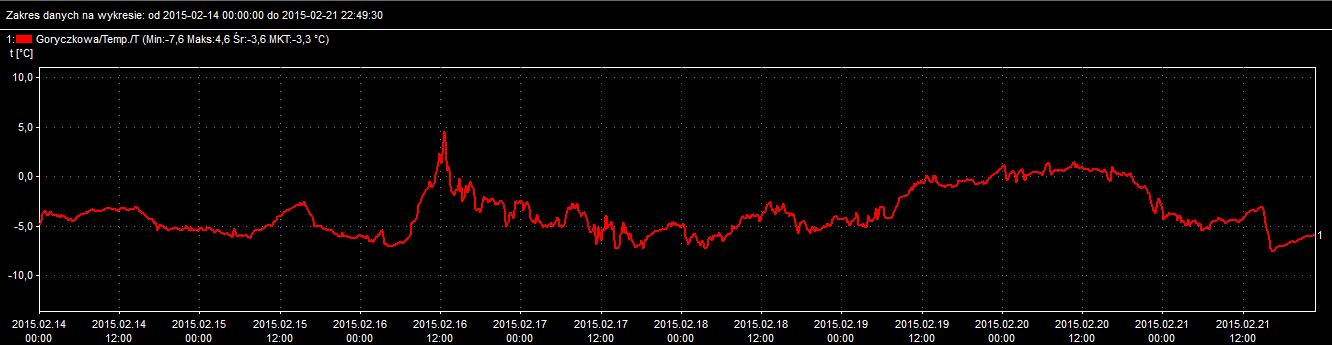 Zakres danych na wykresie: od 2015-02-14 00:00:00 do 2015-02-21 22:49:30
1: Goryczkowa/Temp./T (Min:-7,6 Maks:4,6 Śr:-3,6 MKT:-3,3 °C)
t [°C]
10,0
5,0
0,0
-5,0
1
-10,0
2015.02.14 2015.02.14 2015.02.15 2015.02.15 2015.02.16 2015.02.16 2015.02.17 2015.02.17 2015.02.18 2015.02.18 2015.02.19 2015.02.19 2015.02.20 2015.02.20 2015.02.21 2015.02.21
00:00 12:00 00:00 12:00 00:00 12:00 00:00 12:00 00:00 12:00 00:00 12:00 00:00 12:00 00:00 12:00